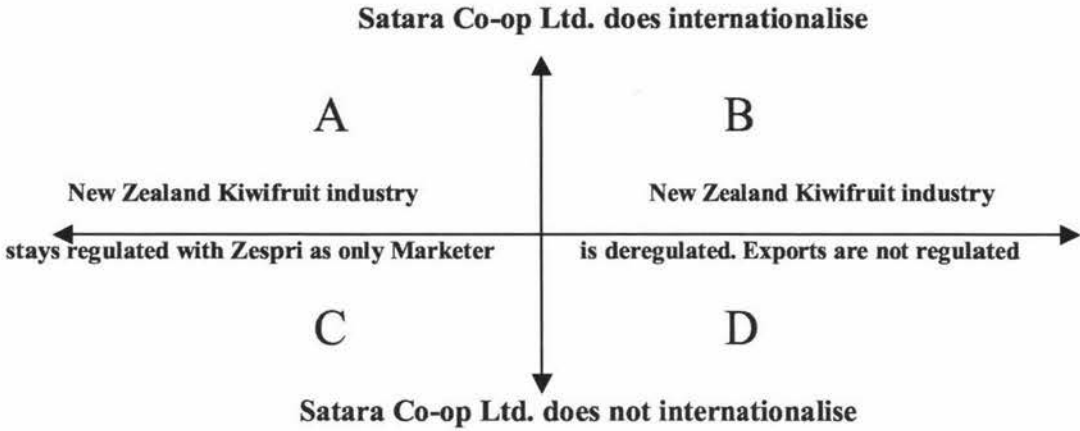 Satara Co-op Ltd. does internationalise
A B
New Zealand Kiwifruit industry New Zealand Kiwifruit industry
stays regulated with Zespri as only Marketer is deregulated. Exports are not regulated
C D
Satara Co-op Ltd. does not internationalise